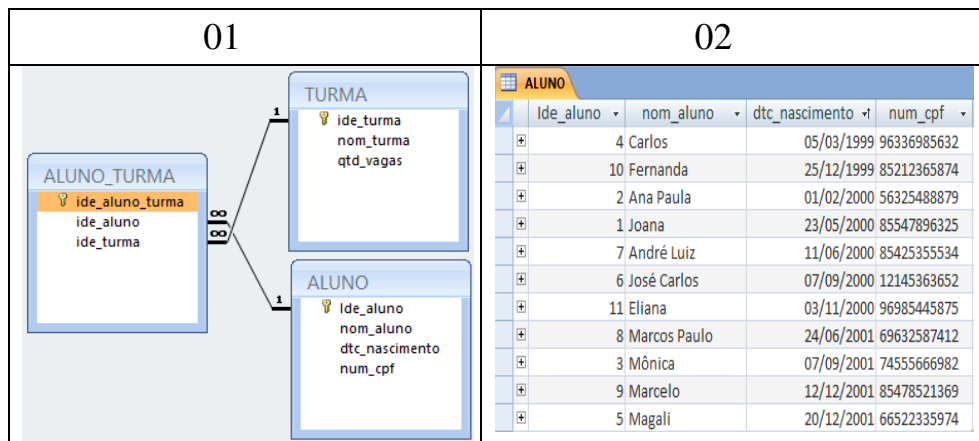 01
02
TURMA
ide_turma
nom_turma
qtd_vagas
1
ALUNO_TURMA
ide_aluno_turma
ide_aluno
ide_turma
∞
∞
ALUNO
Ide_aluno
nom_aluno
dtc_nascimento
num_cpf
1
ALUNO
Ide_aluno nom_aluno dtc_nascimento num_cpf
4 Carlos 05/03/1999 96336985632
10 Fernanda 25/12/1999 85212365874
2 Ana Paula 01/02/2000 56325488879
1 Joana 23/05/2000 85547896325
7 André Luiz 11/06/2000 85425355534
6 José Carlos 07/09/2000 12145363652
11 Eliana 03/11/2000 96985445875
8 Marcos Paulo 24/06/2001 69632587412
3 Mônica 07/09/2001 74555666982
9 Marcelo 12/12/2001 85478521369
5 Magali 20/12/2001 66522335974